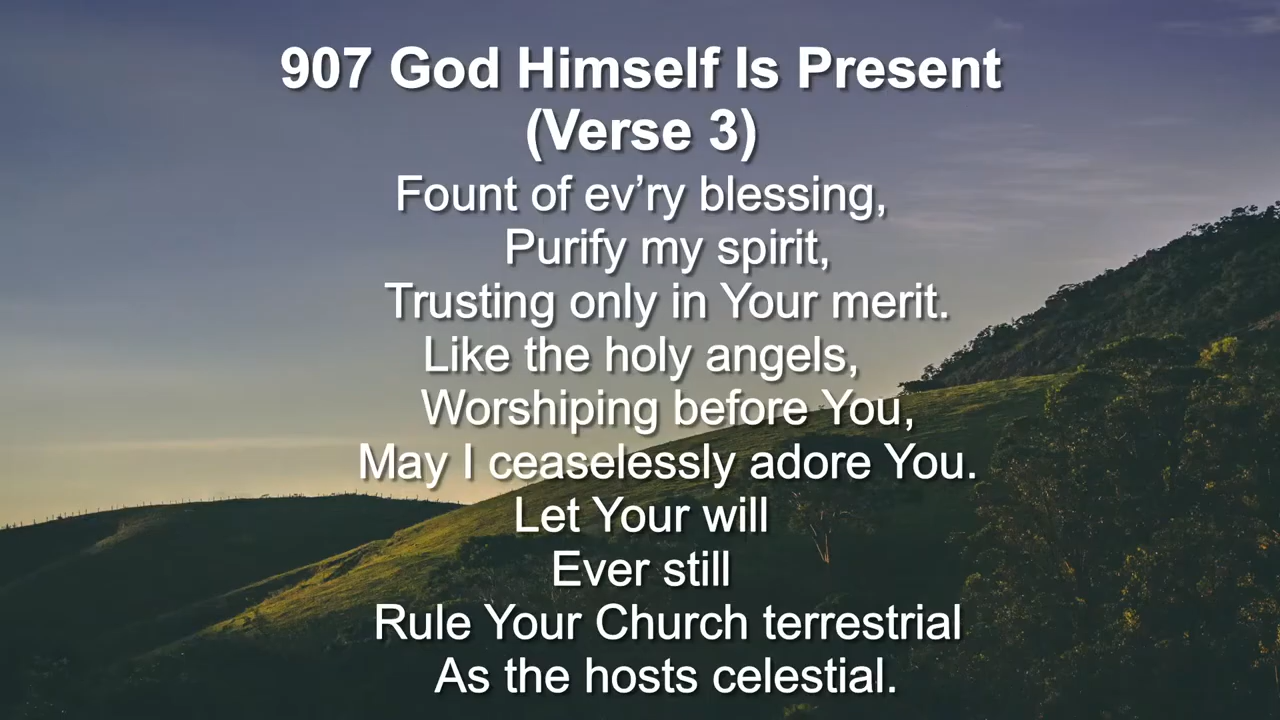 907 God Himself Is Present
(Verse 3)
Fount of ev’ry blessing,
Purify my spirit,
Trusting only in Your merit.
Like the holy angels,
Worshiping before You,
May I ceaselessly adore You.
Let Your will
Ever still
Rule Your Church terrestrial
As the hosts celestial.